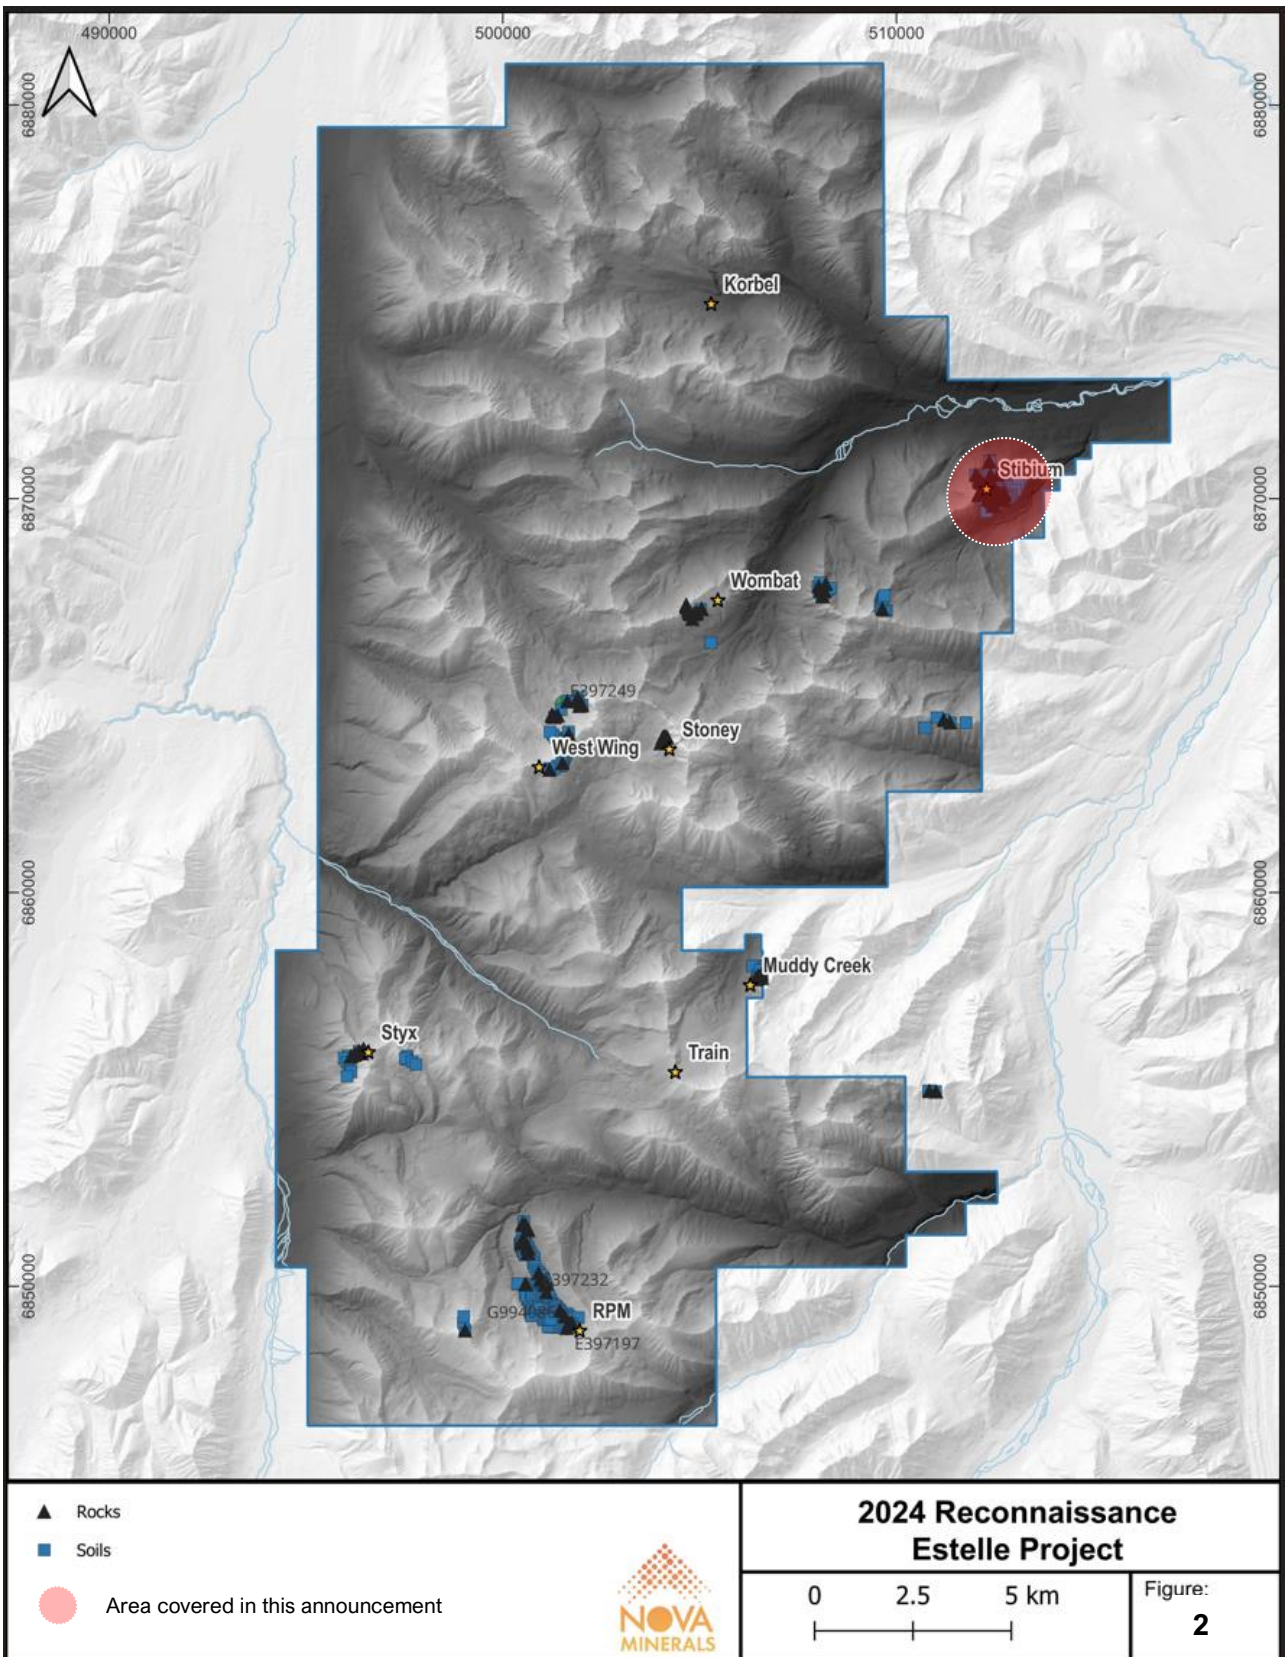 490000
500000
510000
6880000
6880000
Korbel
Stibium
6870000
6870000
Wombat
E397249
Stoney
West Wing
6860000
6860000
Muddy Creek
Styx
Train
6850000
6850000
RPM
E397197
Rocks
Soils
Area covered in this announcement
NOVA
MINERALS
2024 Reconnaissance
Estelle Project
0 2.5 5 km
Figure:
2